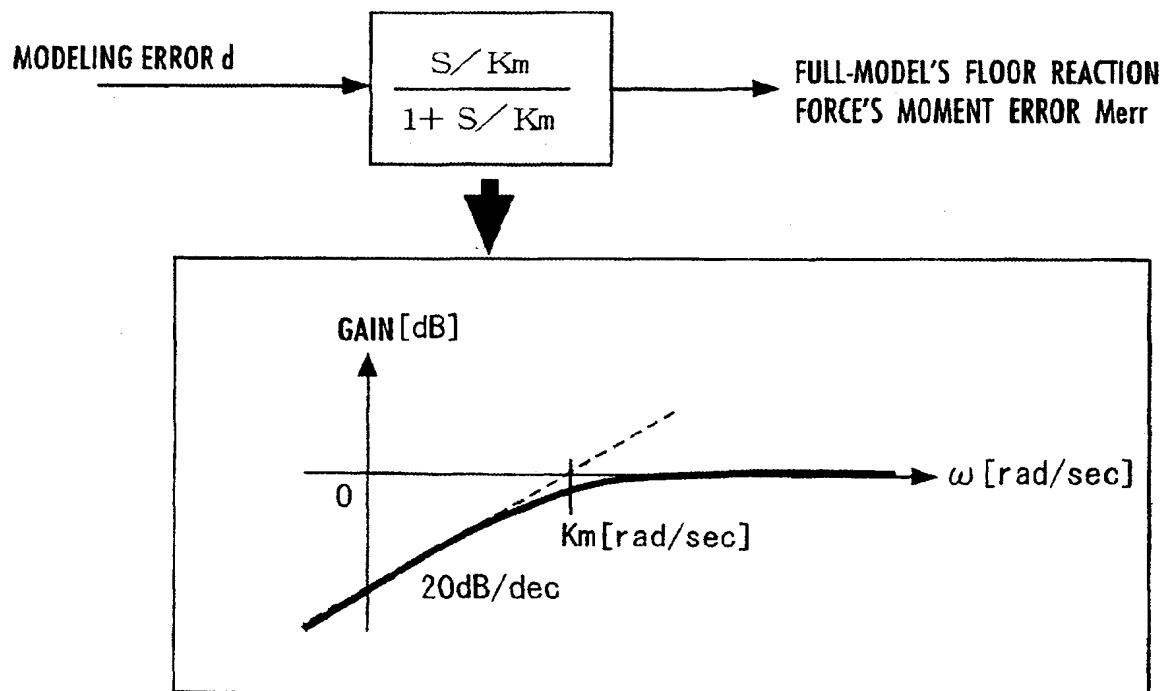 MODELING ERROR d
S/Km
1+S/Km
FULL-MODEL'S FLOOR REACTION
FORCE'S MOMENT ERROR Merr
GAIN[dB]
0
ω[rad/sec]
Km[rad/sec]
20dB/dec